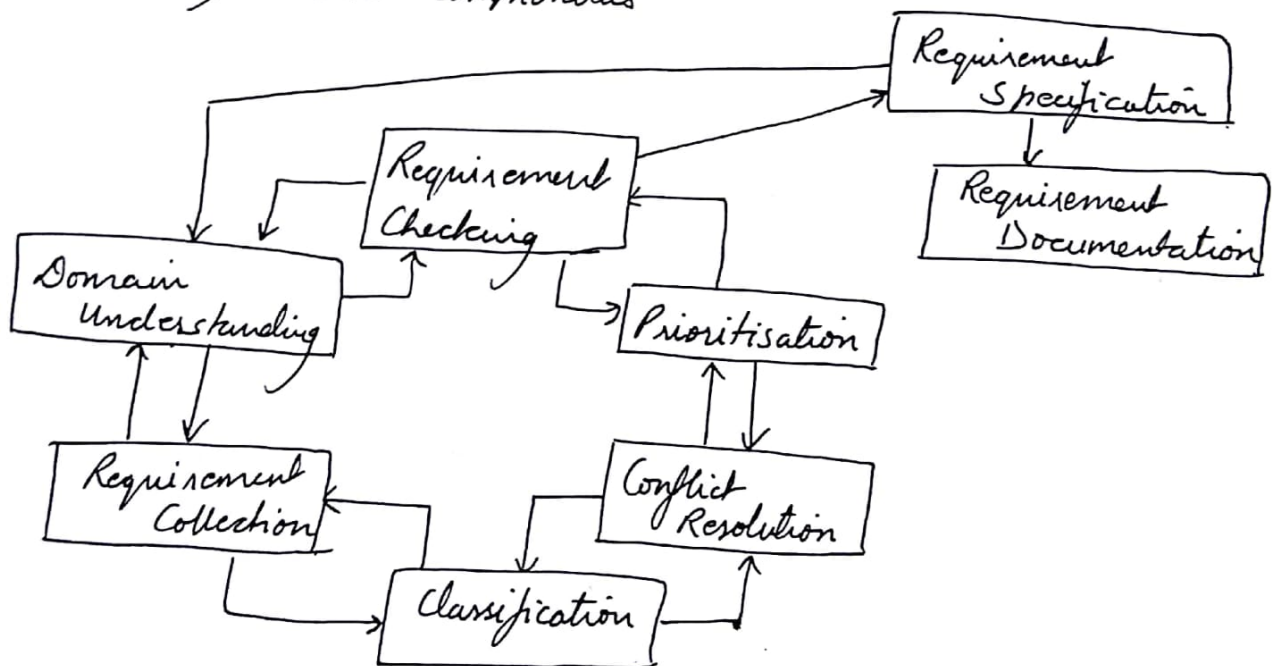 Requirement
Specification
Requirement
Checking
Requirement
Documentation
Domain
Understanding
Prioritisation
Requirement
Collection
Conflict
Resolution
Classification